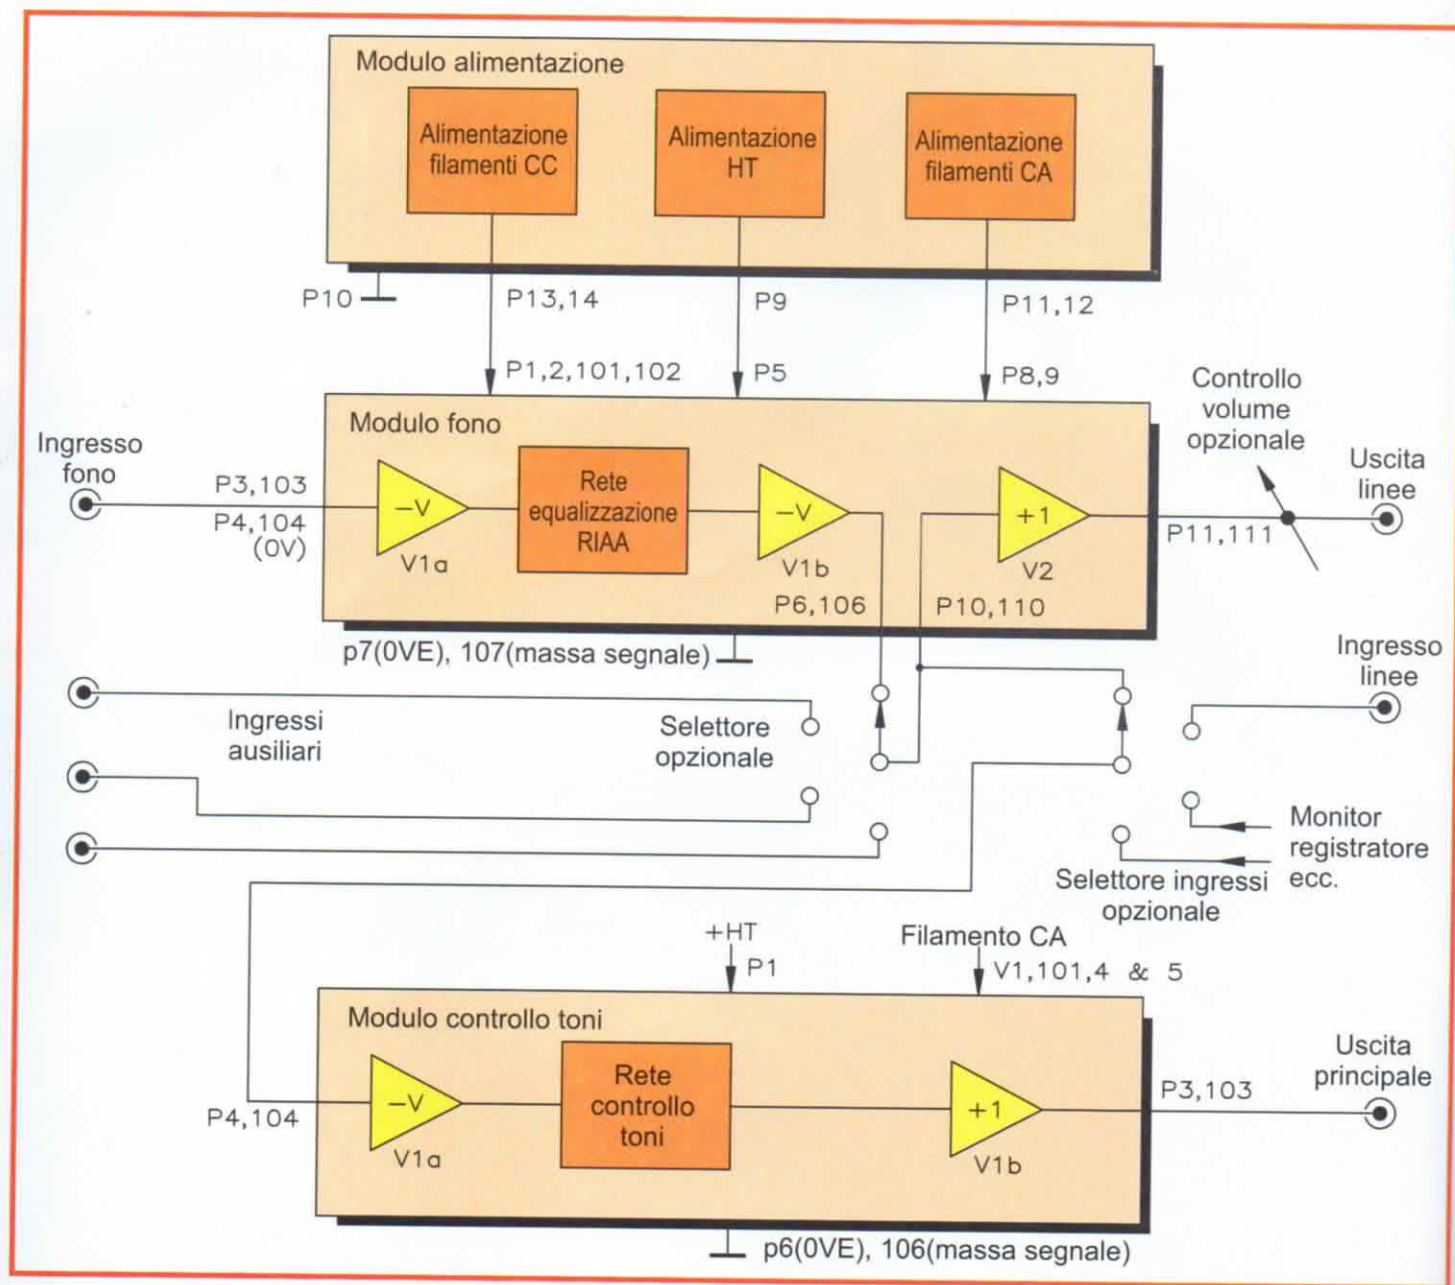 Modulo alimentazione
Alimentazione
filamenti CC
Alimentazione
HT
Alimentazione
filamenti CA
P10
P13,14
P9
P11,12
P1,2,101,102
P5
P8,9
Controllo
volume
opzionale
Modulo fono
Ingresso
fono
Uscita
linee
P3,103
P4,104
(0V)
-V
V1a
Rete
equalizzazione
RIAA
-V
V1b
+1
V2
P11,111
P6,106
P10,110
p7(0VE), 107(massa segnale)
Ingresso
linee
Ingressi
ausiliari
Selettore
opzionale
Monitor
registratore
ecc.
Selettore ingressi
opzionale
+HT
P1
Filamento CA
V1,101,4 & 5
Modulo controllo toni
P4,104
-V
V1a
Rete
controllo
toni
+1
V1b
P3,103
Uscita
principale
p6(0VE), 106(massa segnale)